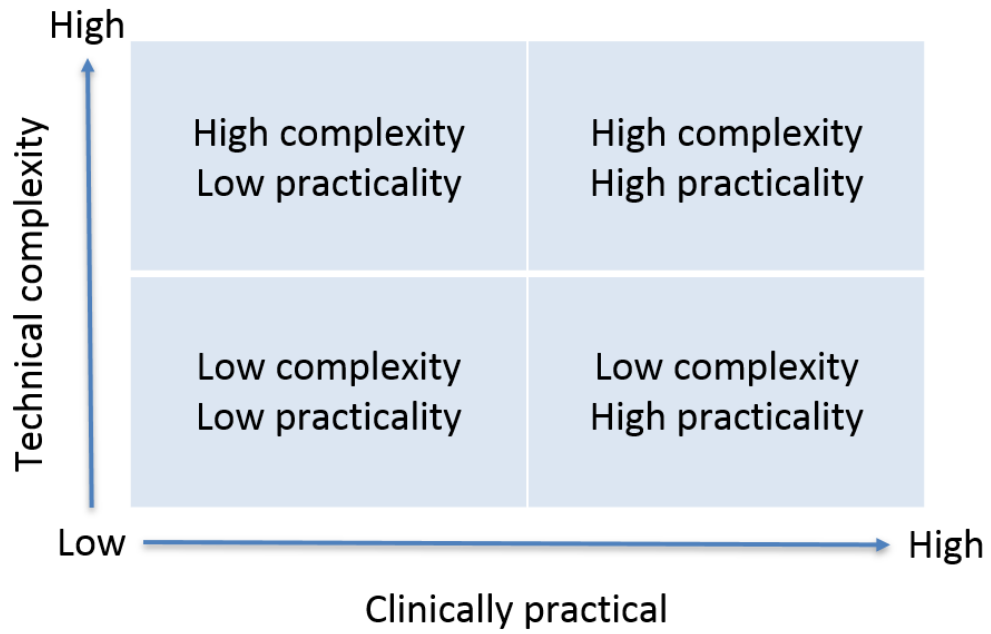 High
Technical complexity
High complexity
Low practicality
High complexity
High practicality
Low complexity
Low practicality
Low complexity
High practicality
Low
High
Clinically practical